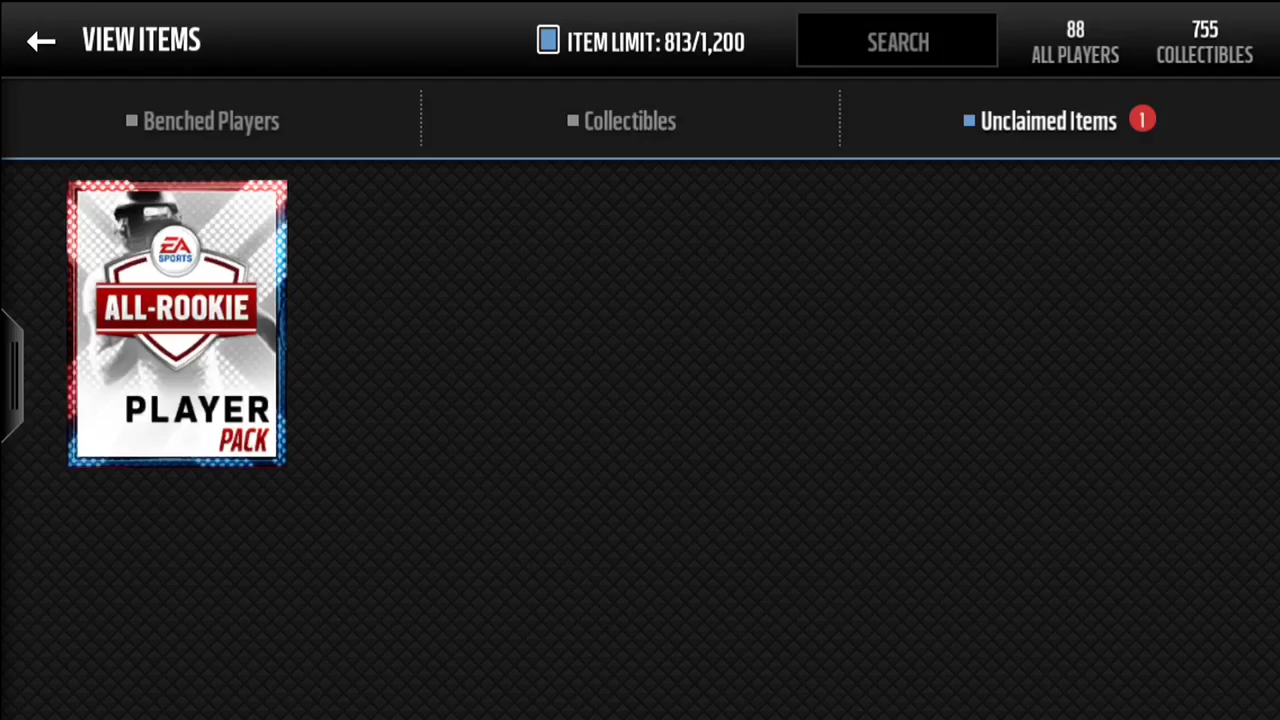 VIEW ITEMS
ITEM LIMIT: 813/1,200
SEARCH
88
ALL PLAYERS
755
COLLECTIBLES
Benched Players
Collectibles
Unclaimed Items
1
EA
SPORTS
ALL-ROOKIE
PLAYER
PACK